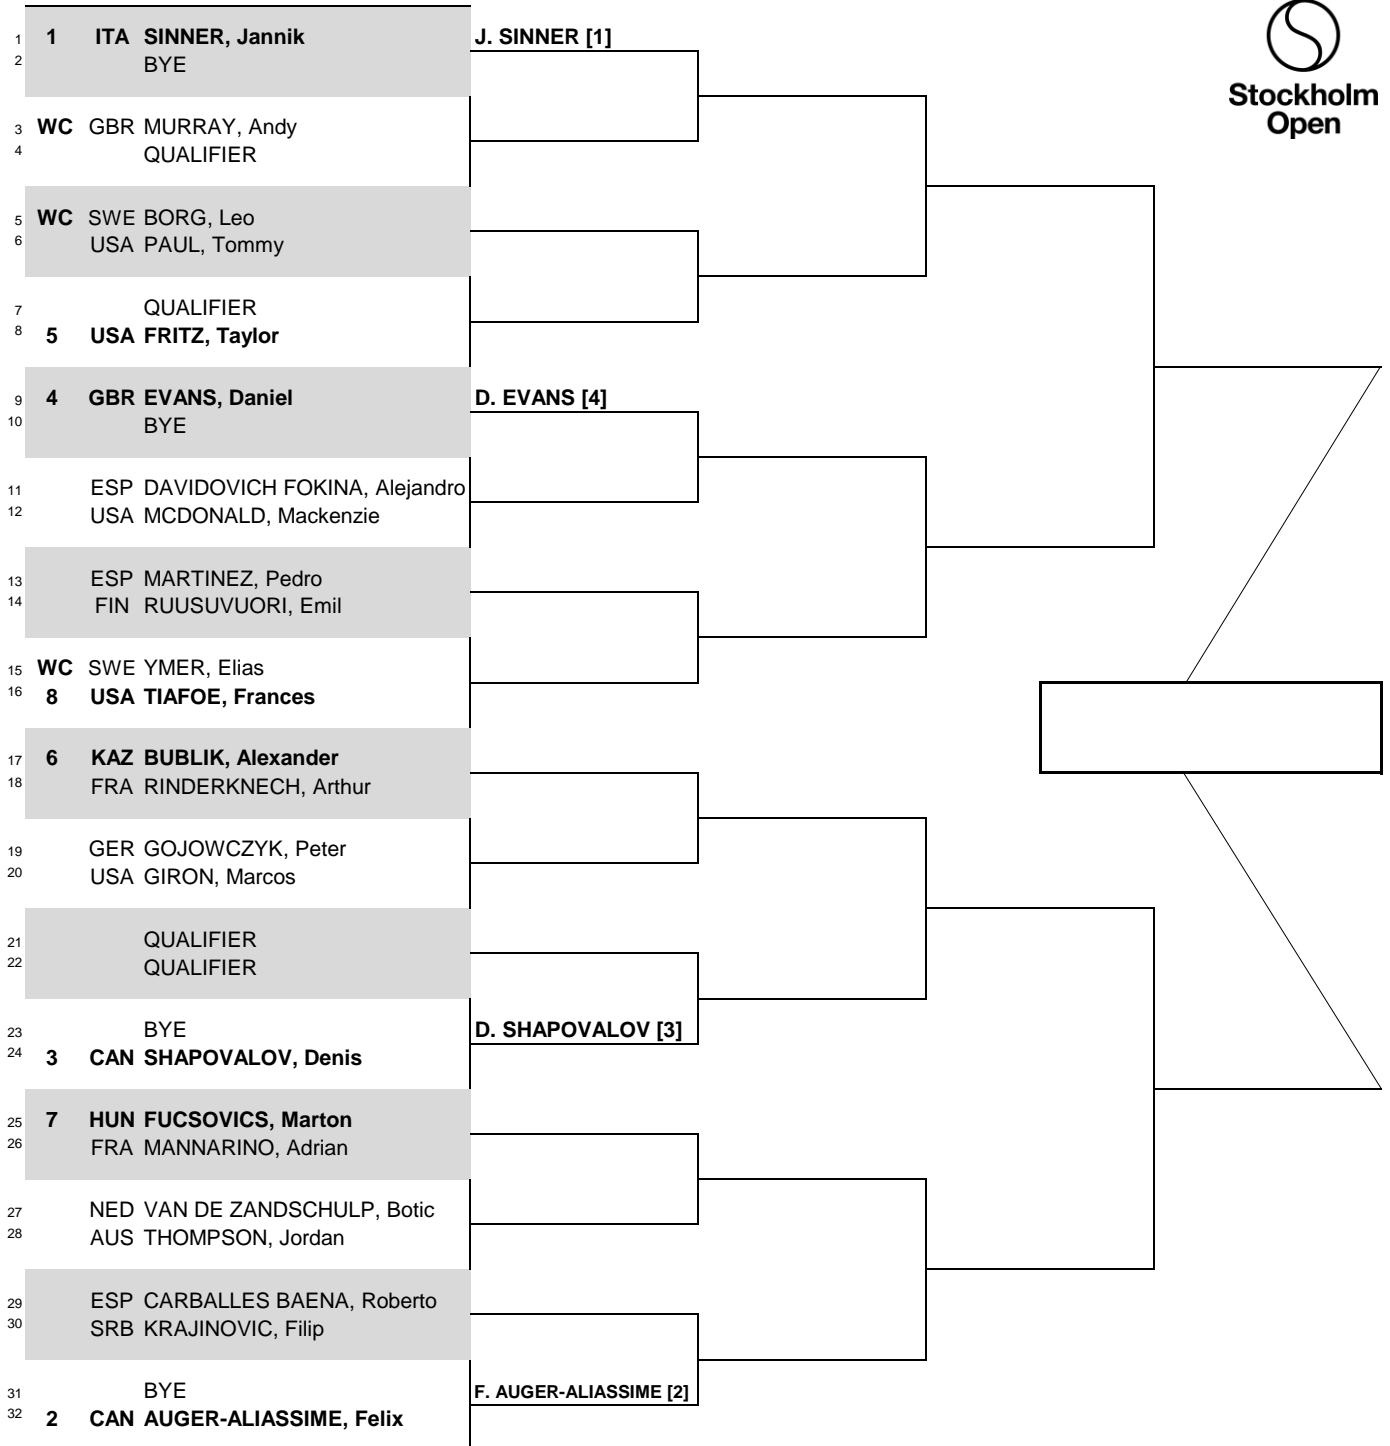 1 1 ITA SINNER, Jannik J. SINNER [1]
2 BYE
Stockholm
Open
3 WC GBR MURRAY, Andy
4 QUALIFIER
5 WC SWE BORG, Leo
6 USA PAUL, Tommy
7 QUALIFIER
8 5 USA FRITZ, Taylor
9 4 GBR EVANS, Daniel D. EVANS [4]
10 BYE
11 ESP DAVIDOVICH FOKINA, Alejandro
12 USA MCDONALD, Mackenzie
13 ESP MARTINEZ, Pedro
14 FIN RUUSUVUORI, Emil
15 WC SWE YMER, Elias
16 8 USA TIAFOE, Frances
17 6 KAZ BUBLIK, Alexander
18 FRA RINDERKNECH, Arthur
19 GER GOJOWCZYK, Peter
20 USA GIRON, Marcos
21 QUALIFIER
22 QUALIFIER
23 BYE D. SHAPOVALOV [3]
24 3 CAN SHAPOVALOV, Denis
25 7 HUN FUCSOVICS, Marton
26 FRA MANNARINO, Adrian
27 NED VAN DE ZANDSCHULP, Botic
28 AUS THOMPSON, Jordan
29 ESP CARBALLES BAENA, Roberto
30 SRB KRAJINOVIC, Filip
31 BYE F. AUGER-ALIASSIME [2]
32 2 CAN AUGER-ALIASSIME, Felix